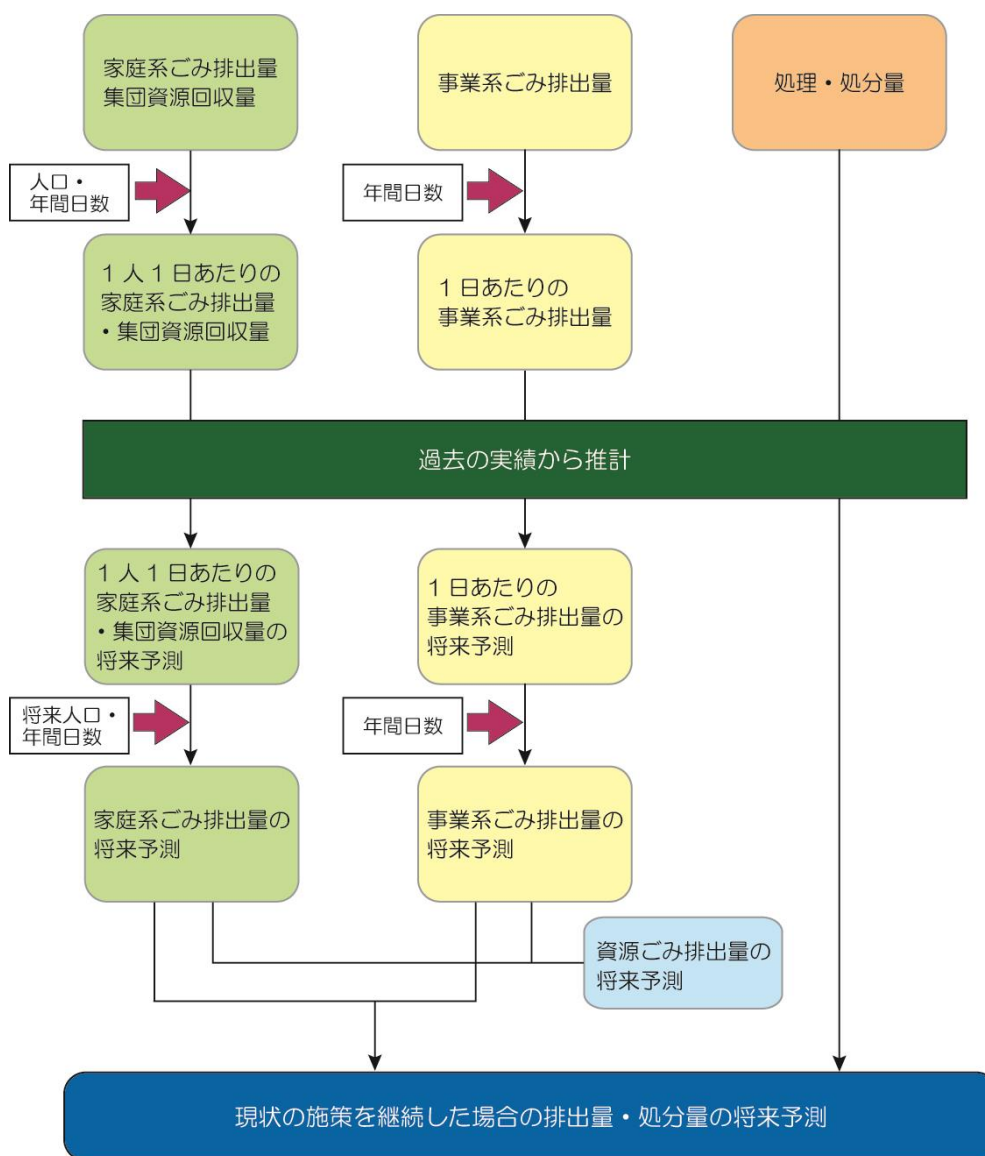 家庭系ごみ排出量
集団資源回収量
事業系ごみ排出量
処理・処分量
人口・
年間日数
年間日数
1人1日あたりの
家庭系ごみ排出量
・集団資源回収量
1日あたりの
事業系ごみ排出量
過去の実績から推計
1人1日あたりの
家庭系ごみ排出量
・集団資源回収量の
将来予測
1日あたりの
事業系ごみ排出量の
将来予測
将来人口・
年間日数
年間日数
家庭系ごみ排出量の
将来予測
事業系ごみ排出量の
将来予測
資源ごみ排出量の
将来予測
現状の施策を継続した場合の排出量・処分量の将来予測